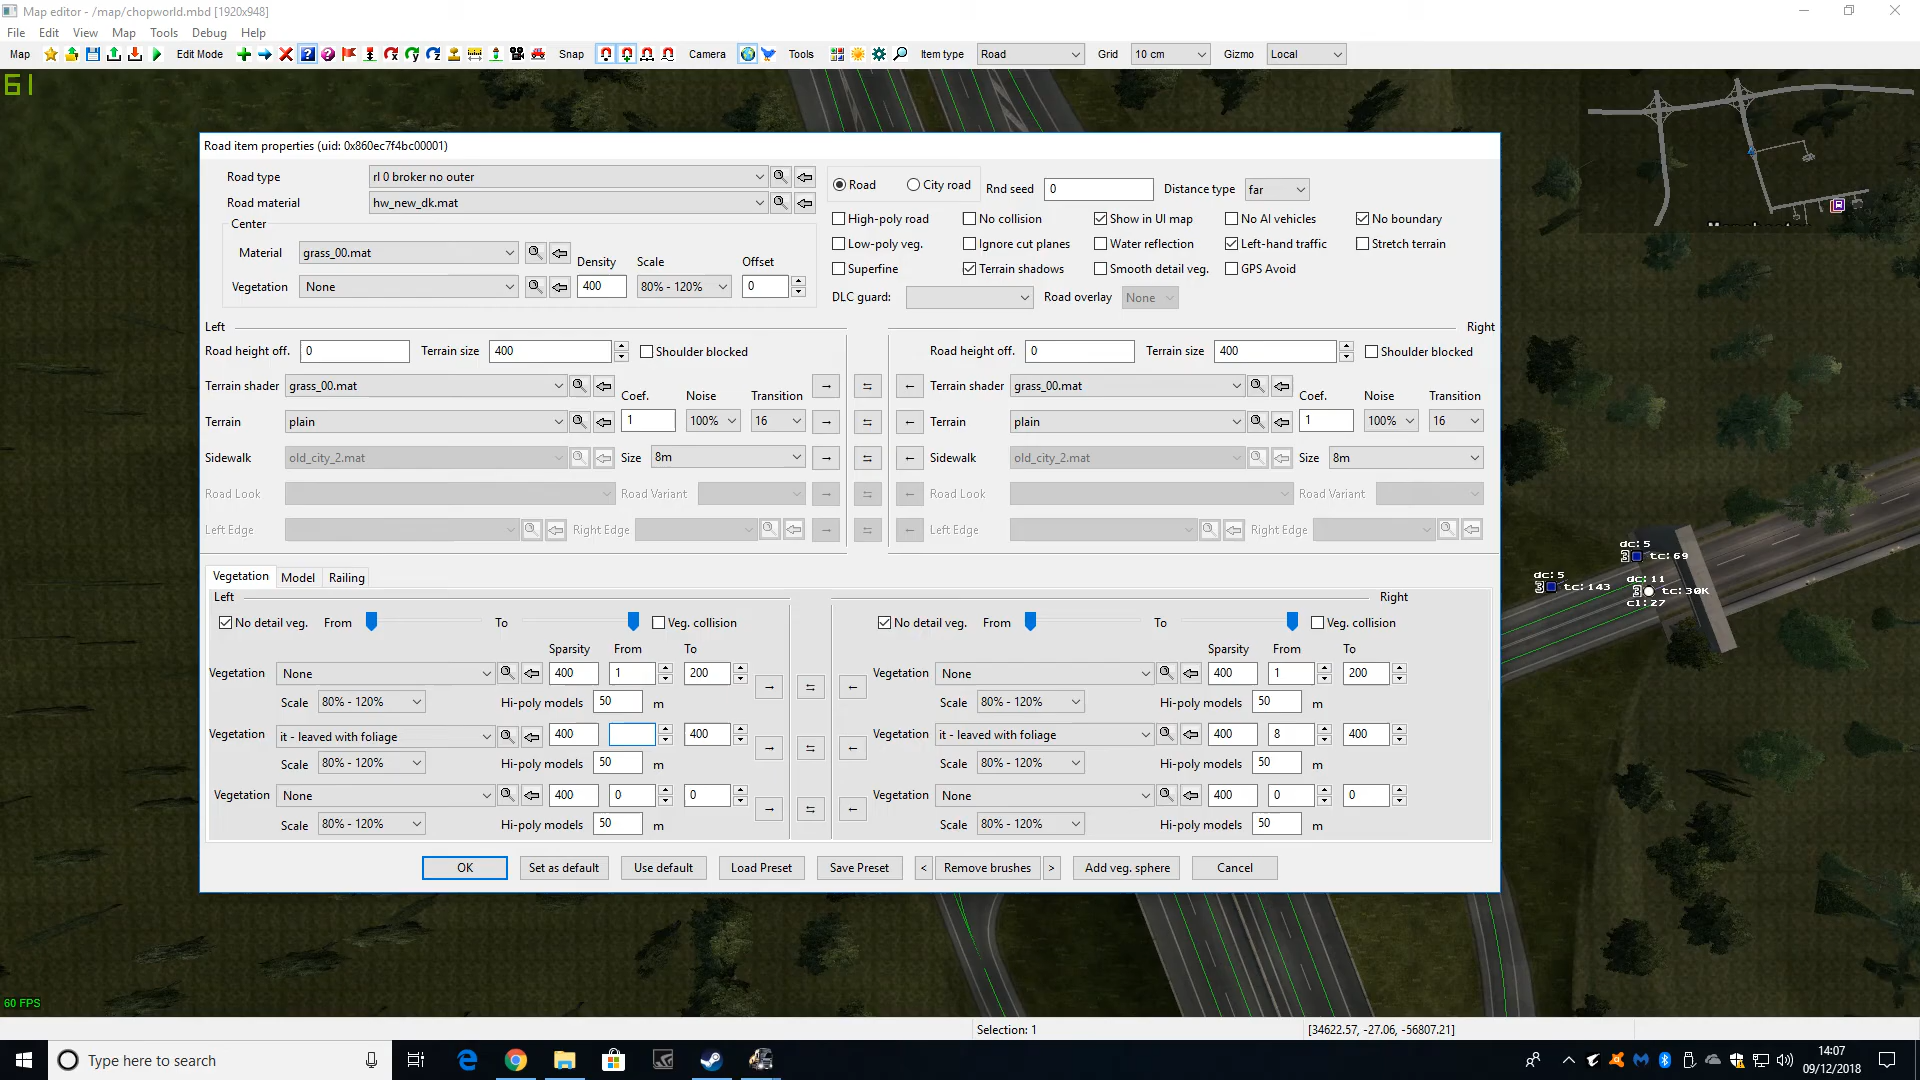 Map editor - /map/chopworld.mbd [1920x948]
File Edit View Map Tools Debug Help
Map Edit Mode Snap Camera Tools Item type Road Grid 10 cm Gizmo Local
61
Road item properties (uid: 0x860ec7f4bc00001)
Road type rl 0 broker no outer Road City road Rnd seed 0 Distance type far
Road material hw_new_dk.mat
High-poly road No collision Show in UI map No AI vehicles No boundary
Center
Low-poly veg. Ignore cut planes Water reflection Left-hand traffic Stretch terrain
Material grass_00.mat Density Scale Offset
Superfine Terrain shadows Smooth detail veg. GPS Avoid
Vegetation None 400 80% - 120% 0
DLC guard: Road overlay None
Left Right
Road height off. 0 Terrain size 400 Shoulder blocked Road height off. 0 Terrain size 400 Shoulder blocked
Terrain shader grass_00.mat Coef. Noise Transition → ⇆ ← Terrain shader grass_00.mat Coef. Noise Transition
Terrain plain 1 100% 16 → ⇆ ← Terrain plain 1 100% 16
Sidewalk old_city_2.mat Size 8m → ⇆ ← Sidewalk old_city_2.mat Size 8m
Road Look Road Variant → ⇆ ← Road Look Road Variant
Left Edge Right Edge → ⇆ ← Left Edge Right Edge
dc:5
tc:69
dc:5
tc:143
dc:11
tc:30K
cl:27
Vegetation Model Railing
Left Right
No detail veg. From To Veg. collision No detail veg. From To Veg. collision
Sparsity From To Sparsity From To
Vegetation None 400 1 200 → ⇆ ← Vegetation None 400 1 200
Scale 80% - 120% Hi-poly models 50 m Scale 80% - 120% Hi-poly models 50 m
Vegetation it - leaved with foliage 400 400 → ⇆ ← Vegetation it - leaved with foliage 400 8 400
Scale 80% - 120% Hi-poly models 50 m Scale 80% - 120% Hi-poly models 50 m
Vegetation None 400 0 0 → ⇆ ← Vegetation None 400 0 0
Scale 80% - 120% Hi-poly models 50 m Scale 80% - 120% Hi-poly models 50 m
OK Set as default Use default Load Preset Save Preset < Remove brushes > Add veg. sphere Cancel
60 FPS
Selection: 1 [34622.57, -27.06, -56807.21]
Type here to search
14:07
09/12/2018